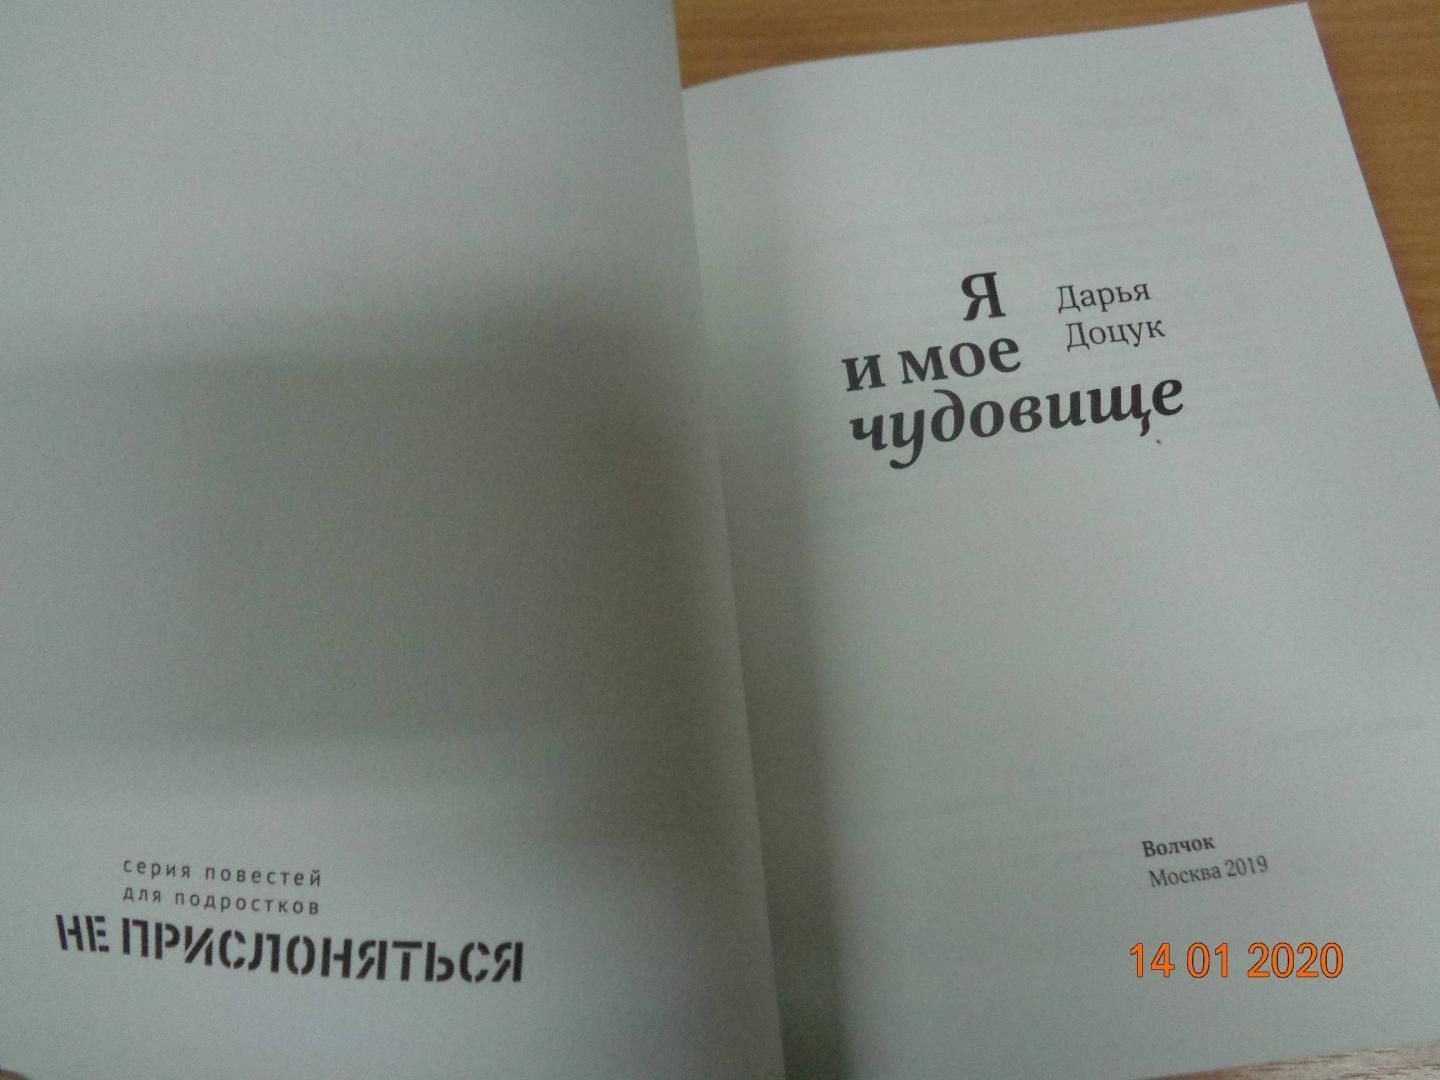 серия повестей
для подростков
НЕ ПРИСЛОНЯТЬСЯ
Я
и мое
чудовище
Дарья
Доцук
Волчок
Москва 2019
14 01 2020